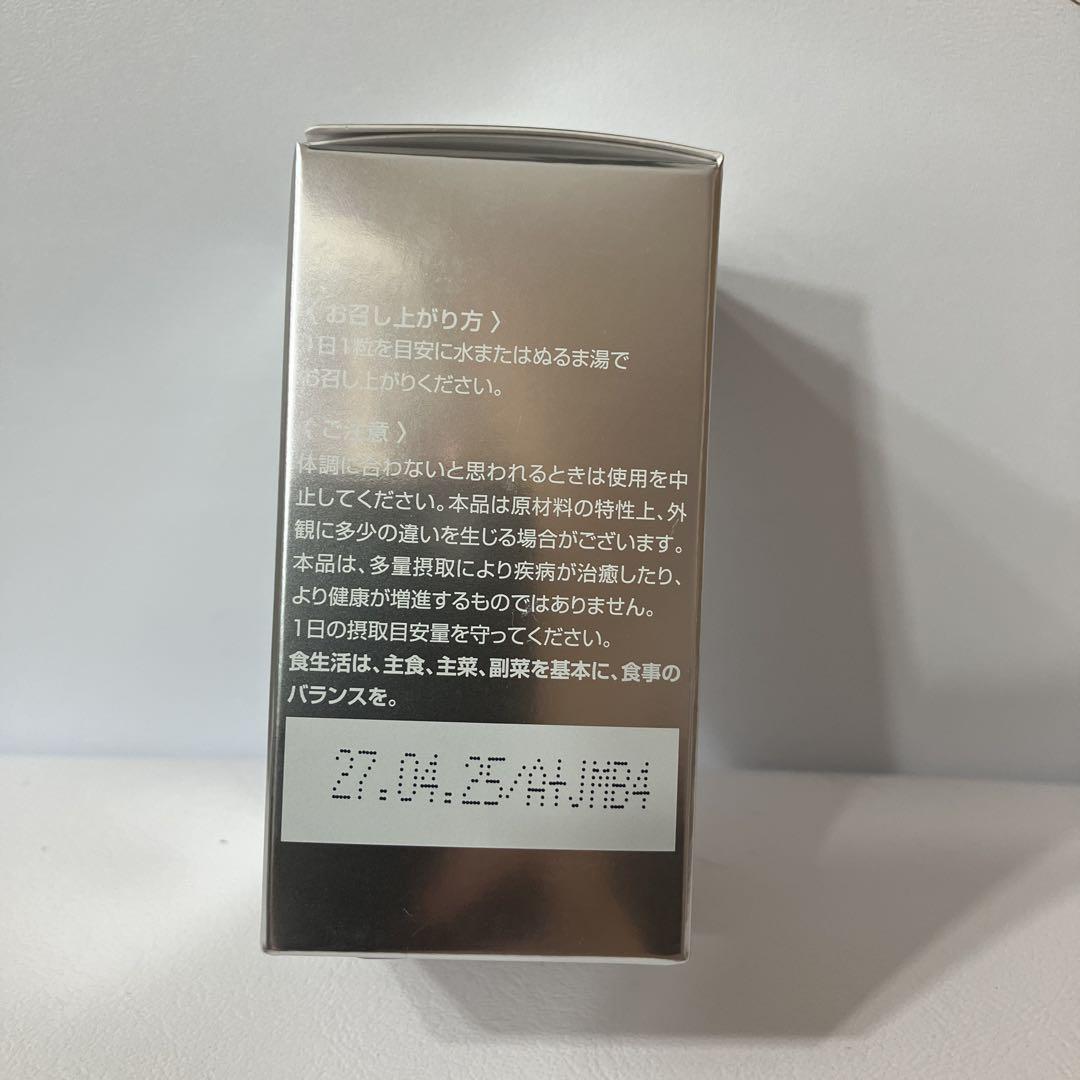 〈 お召し上がり方 〉
1日1粒を目安に水またはぬるま湯で
お召し上がりください。
〈 ご注意 〉
体調に合わないと思われるときは使用を中
止してください。本品は原材料の特性上、外
観に多少の違いを生じる場合がございます。
本品は、多量摂取により疾病が治癒したり、
より健康が増進するものではありません。
1日の摂取目安量を守ってください。
食生活は、主食、主菜、副菜を基本に、食事の
バランスを。
27.04.25/A+JMB4